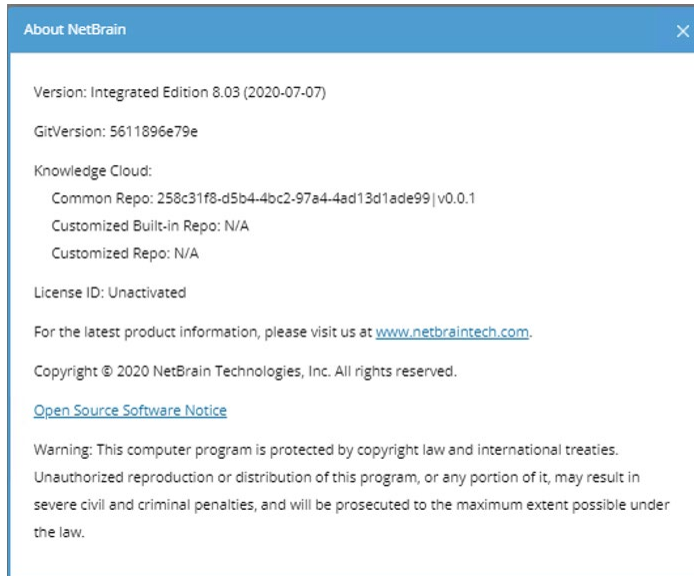 About NetBrain
Version: Integrated Edition 8.03 (2020-07-07)
GitVersion: 5611896e79e
Knowledge Cloud:
Common Repo: 258c31f8-d5b4-4bc2-97a4-4ad13d1ade99|v0.0.1
Customized Built-in Repo: N/A
Customized Repo: N/A
License ID: Unactivated
For the latest product information, please visit us at www.netbraintech.com.
Copyright © 2020 NetBrain Technologies, Inc. All rights reserved.
Open Source Software Notice
Warning: This computer program is protected by copyright law and international treaties.
Unauthorized reproduction or distribution of this program, or any portion of it, may result in
severe civil and criminal penalties, and will be prosecuted to the maximum extent possible under
the law.